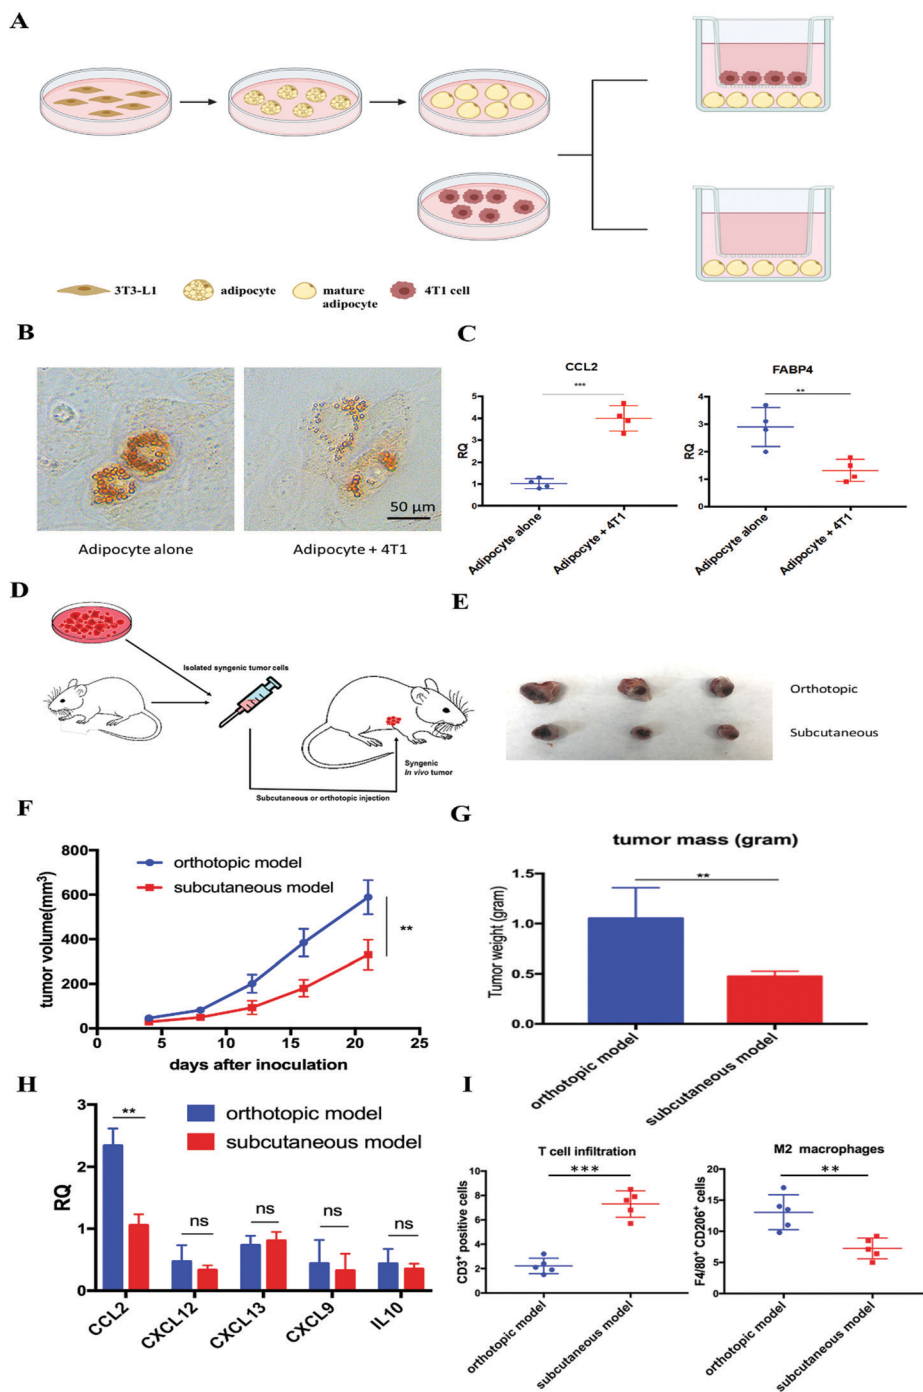 A
3T3-L1
adipocyte
mature
adipocyte
4T1 cell
B
50 µm
Adipocyte alone
Adipocyte + 4T1
C
CCL2
***
5
4
3
2
1
0
RQ
Adipocyte alone
Adipocyte + 4T1
FABP4
**
4
3
2
1
0
RQ
Adipocyte alone
Adipocyte + 4T1
D
Isolated syngenic tumor cells
Syngenic
In vivo tumor
Subcutaneous or orthotopic injection
E
Orthotopic
Subcutaneous
F
800
600
400
200
0
tumor volume(mm³)
orthotopic model
subcutaneous model
**
0 5 10 15 20 25
days after inoculation
G
tumor mass (gram)
**
1.5
1.0
0.5
0.0
Tumor weight (gram)
orthotopic model
subcutaneous model
H
3
2
1
0
RQ
orthotopic model
subcutaneous model
**
ns
ns
ns
ns
CCL2
CXCL12
CXCL13
CXCL9
IL10
I
T cell infiltration
***
10
8
6
4
2
0
CD3⁺ positive cells
orthotopic model
subcutaneous model
M2 macrophages
**
20
15
10
5
0
F4/80⁺ CD206⁺ cells
orthotopic model
subcutaneous model